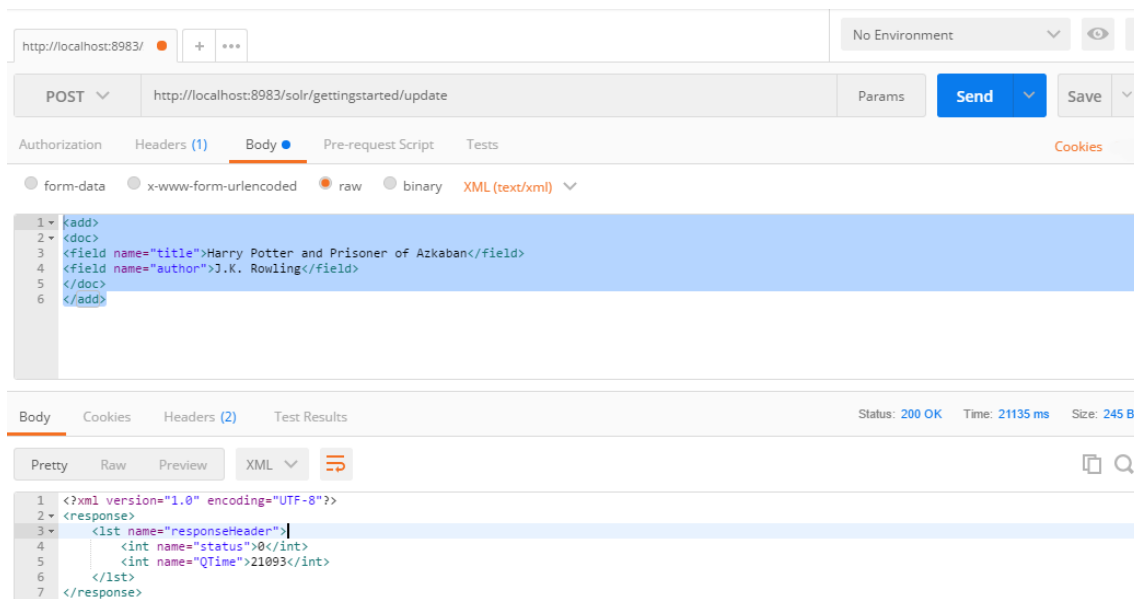 http://localhost:8983/ + ••• No Environment
POST http://localhost:8983/solr/gettingstarted/update Params Send Save
Authorization Headers (1) Body Pre-request Script Tests Cookies
form-data x-www-form-urlencoded raw binary XML (text/xml)
1 <add>
2 <doc>
3 <field name="title">Harry Potter and Prisoner of Azkaban</field>
4 <field name="author">J.K. Rowling</field>
5 </doc>
6 </add>
Body Cookies Headers (2) Test Results Status: 200 OK Time: 21135 ms Size: 245 B
Pretty Raw Preview XML
1 <?xml version="1.0" encoding="UTF-8"?>
2 <response>
3 <lst name="responseHeader">
4 <int name="status">0</int>
5 <int name="QTime">21093</int>
6 </lst>
7 </response>